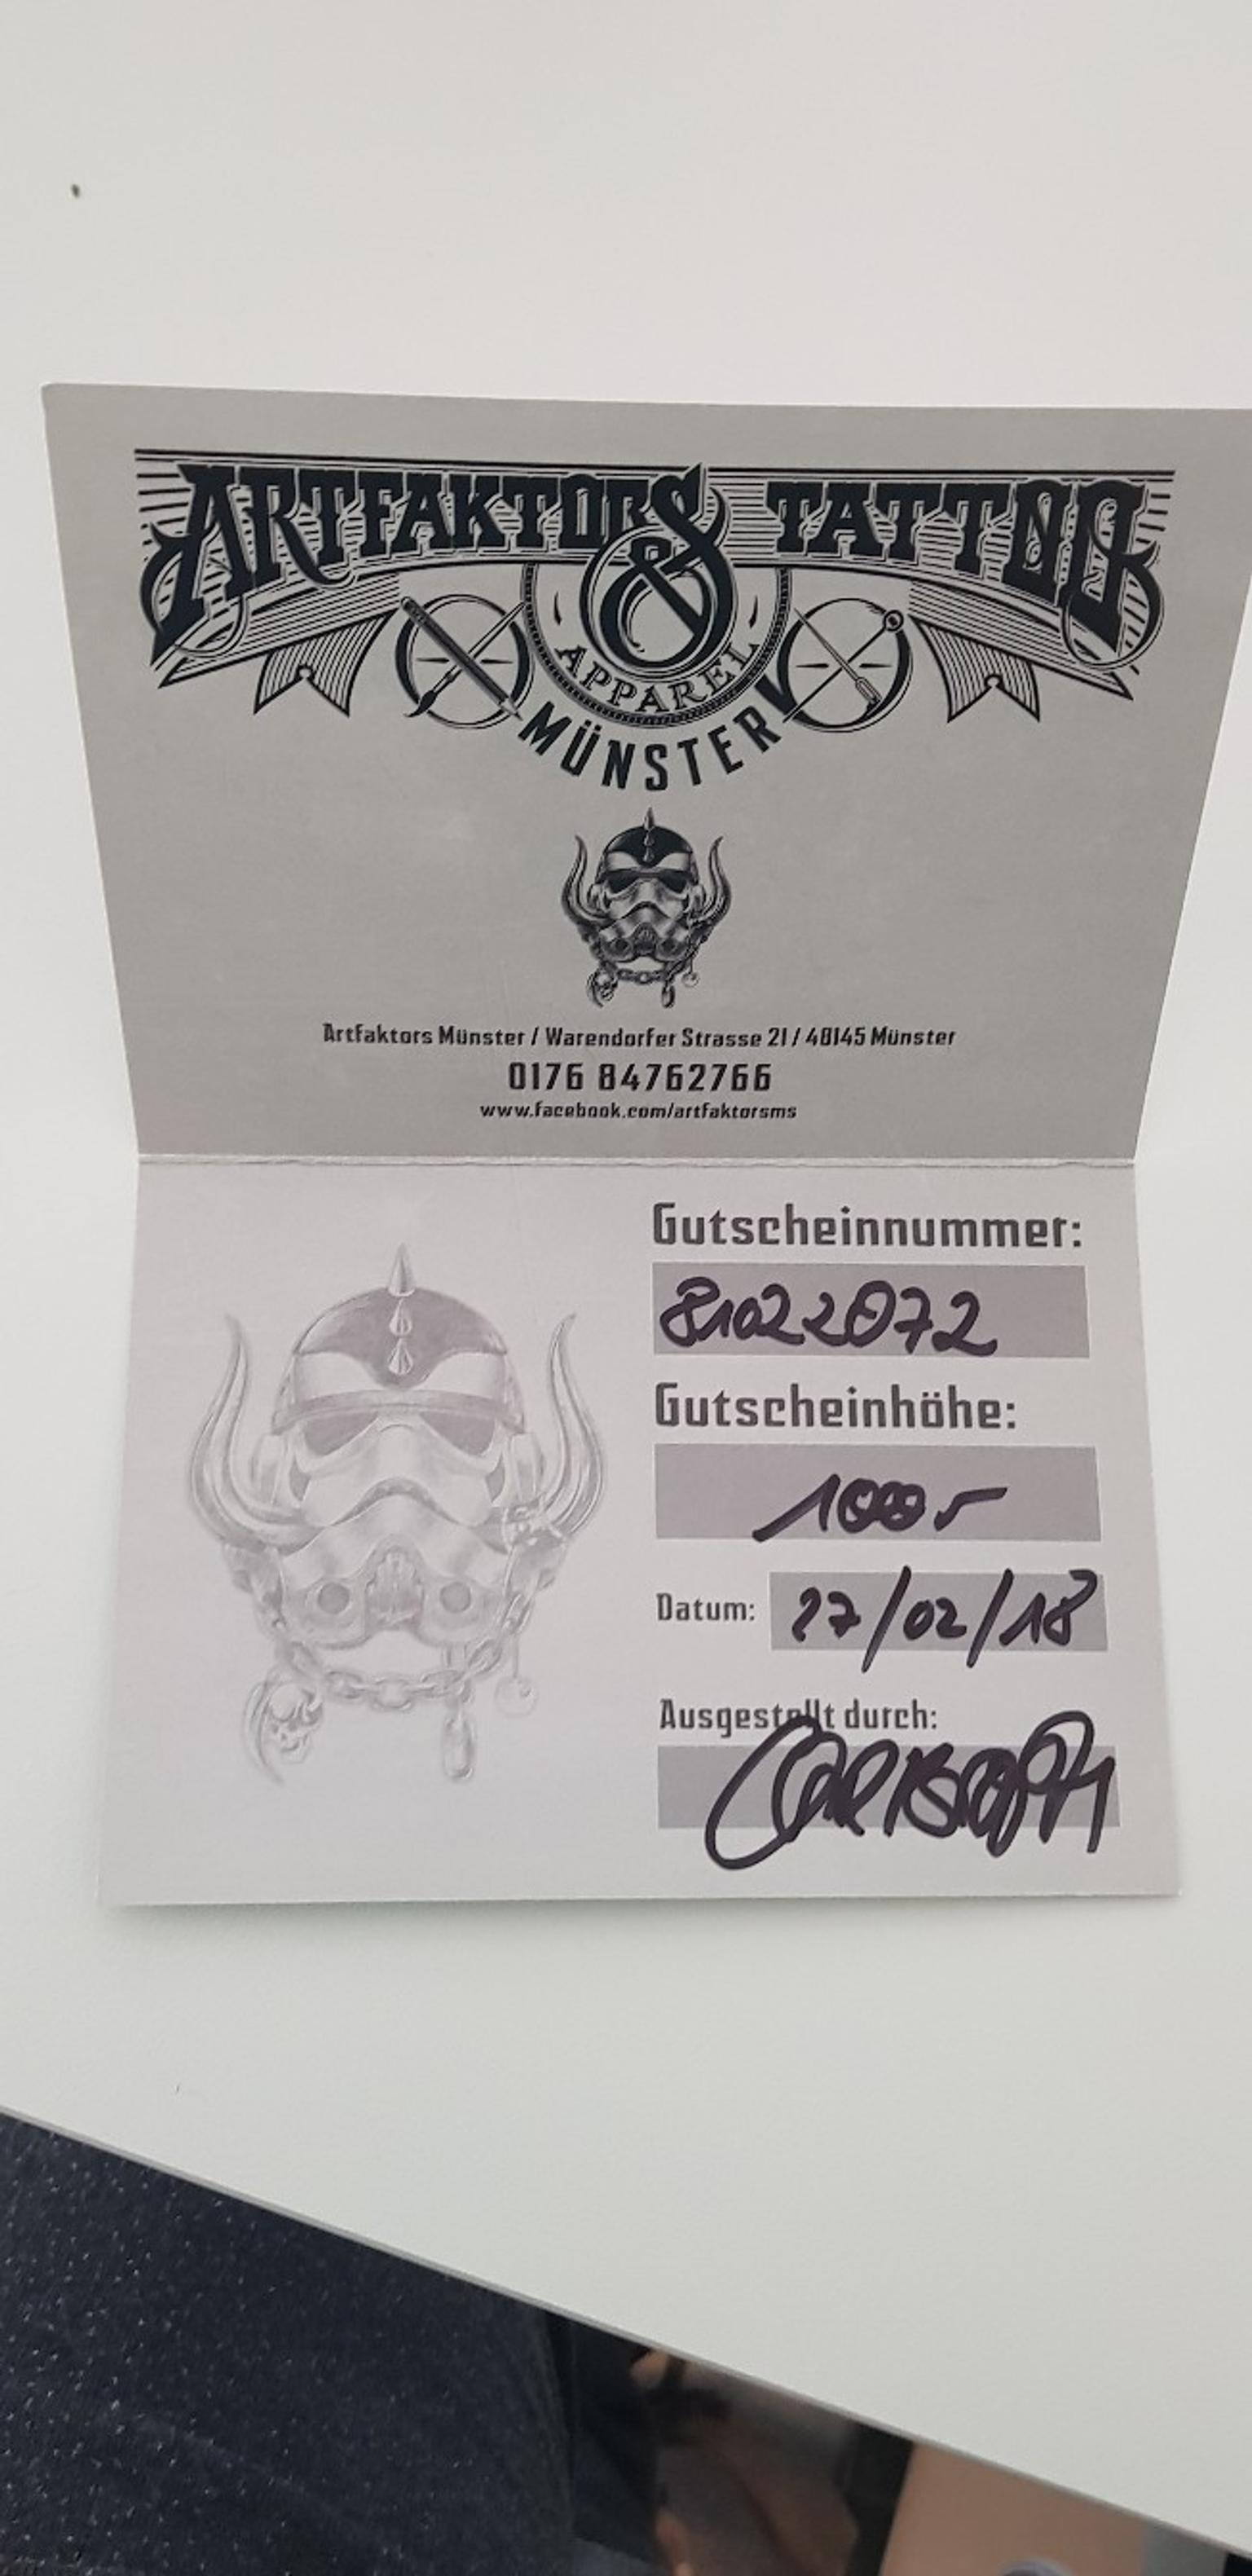 ARTFAKTORS TATTOO
&
APPAREL
MÜNSTER
ArtFaktors Münster / Warendorfer Strasse 21 / 48145 Münster
0176 84762766
www.facebook.com/artfaktorsms
Gutscheinnummer:
81022072
Gutscheinhöhe:
1000,-
Datum:
27/02/18
Ausgestellt durch: